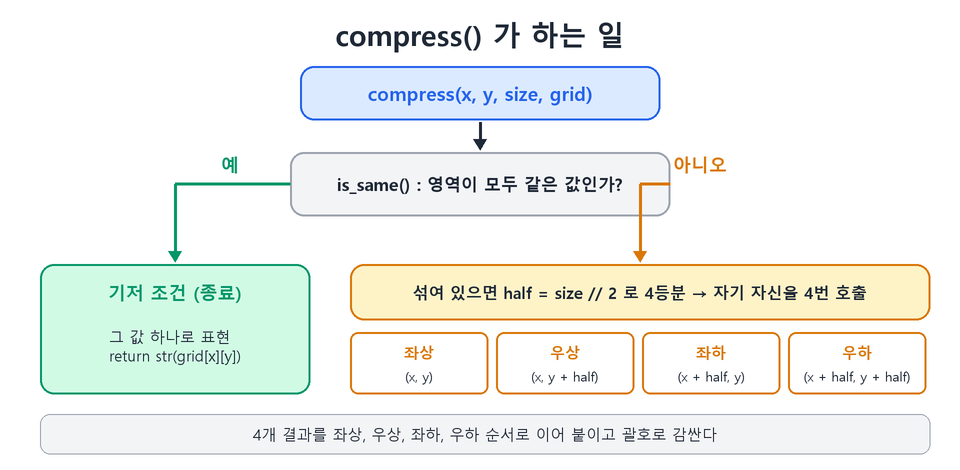 compress() 가 하는 일
compress(x, y, size, grid)
예
아니오
is_same() : 영역이 모두 같은 값인가?
기저 조건 (종료)
그 값 하나로 표현
return str(grid[x][y])
섞여 있으면 half = size // 2 로 4등분 → 자기 자신을 4번 호출
좌상
(x, y)
우상
(x, y + half)
좌하
(x + half, y)
우하
(x + half, y + half)
4개 결과를 좌상, 우상, 좌하, 우하 순서로 이어 붙이고 괄호로 감싼다